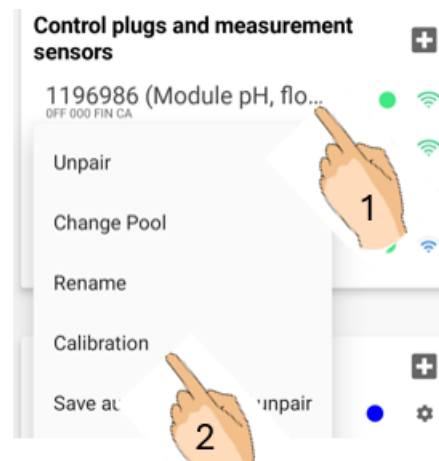 Control plugs and measurement
sensors
1196986 (Module pH, flo...
OFF 000 FIN CA
Unpair
Change Pool
1
Rename
Calibration
Save au unpair
2